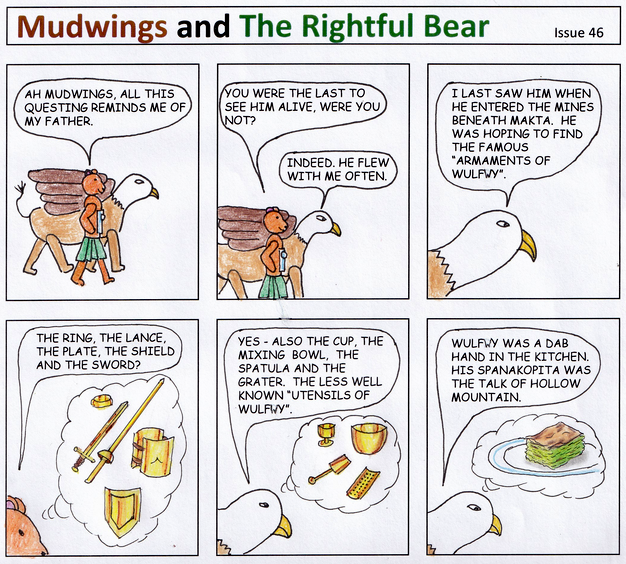 Mudwings and The Rightful Bear
Issue 46
AH MUDWINGS, ALL THIS
QUESTING REMINDS ME OF
MY FATHER.
YOU WERE THE LAST TO
SEE HIM ALIVE, WERE YOU
NOT?
INDEED. HE FLEW
WITH ME OFTEN.
I LAST SAW HIM WHEN
HE ENTERED THE MINES
BENEATH MAKTA. HE
WAS HOPING TO FIND
THE FAMOUS
"ARMAMENTS OF
WULFWY".
THE RING, THE LANCE,
THE PLATE, THE SHIELD
AND THE SWORD?
YES - ALSO THE CUP, THE
MIXING BOWL, THE
SPATULA AND THE
GRATER. THE LESS WELL
KNOWN "UTENSILS OF
WULFWY".
WULFWY WAS A DAB
HAND IN THE KITCHEN.
HIS SPANAKOPITA WAS
THE TALK OF HOLLOW
MOUNTAIN.